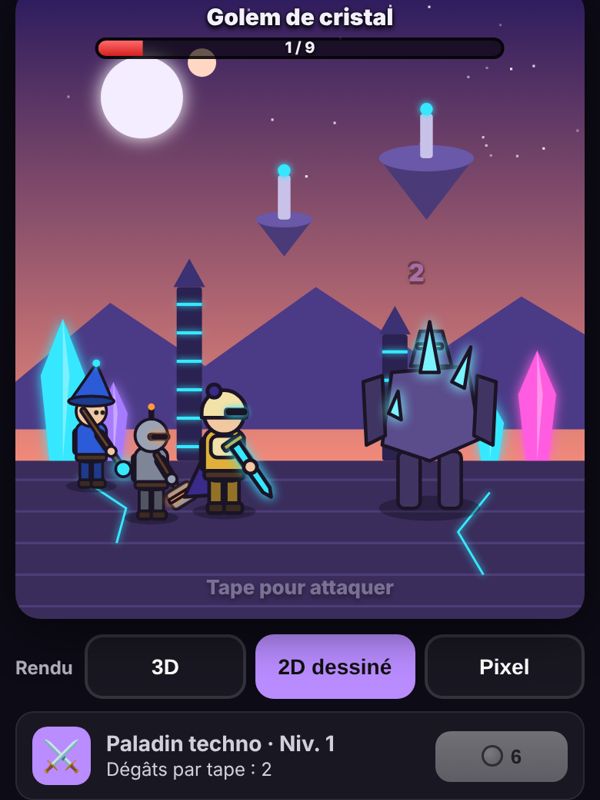 Golem de cristal
1 / 9
2
Tape pour attaquer
Rendu
3D
2D dessiné
Pixel
Paladin techno · Niv. 1
6
Dégâts par tape : 2